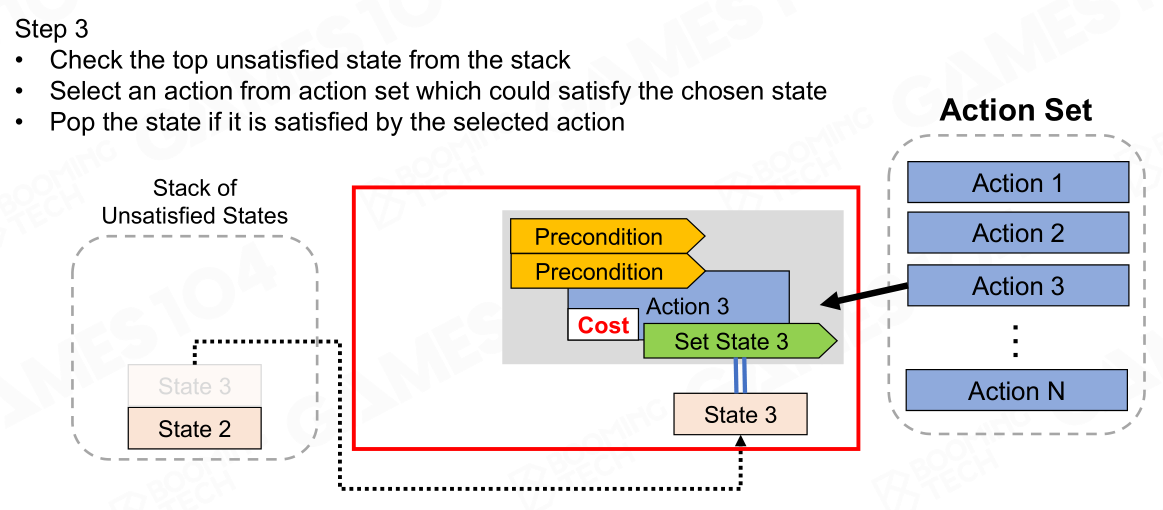 Step 3
• Check the top unsatisfied state from the stack
• Select an action from action set which could satisfy the chosen state
• Pop the state if it is satisfied by the selected action
Action Set
Action 1
Action 2
Action 3
Action N
Stack of
Unsatisfied States
State 3
State 2
Precondition
Precondition
Action 3
Cost
Set State 3
State 3
GAMES104
BOOMING
TECH